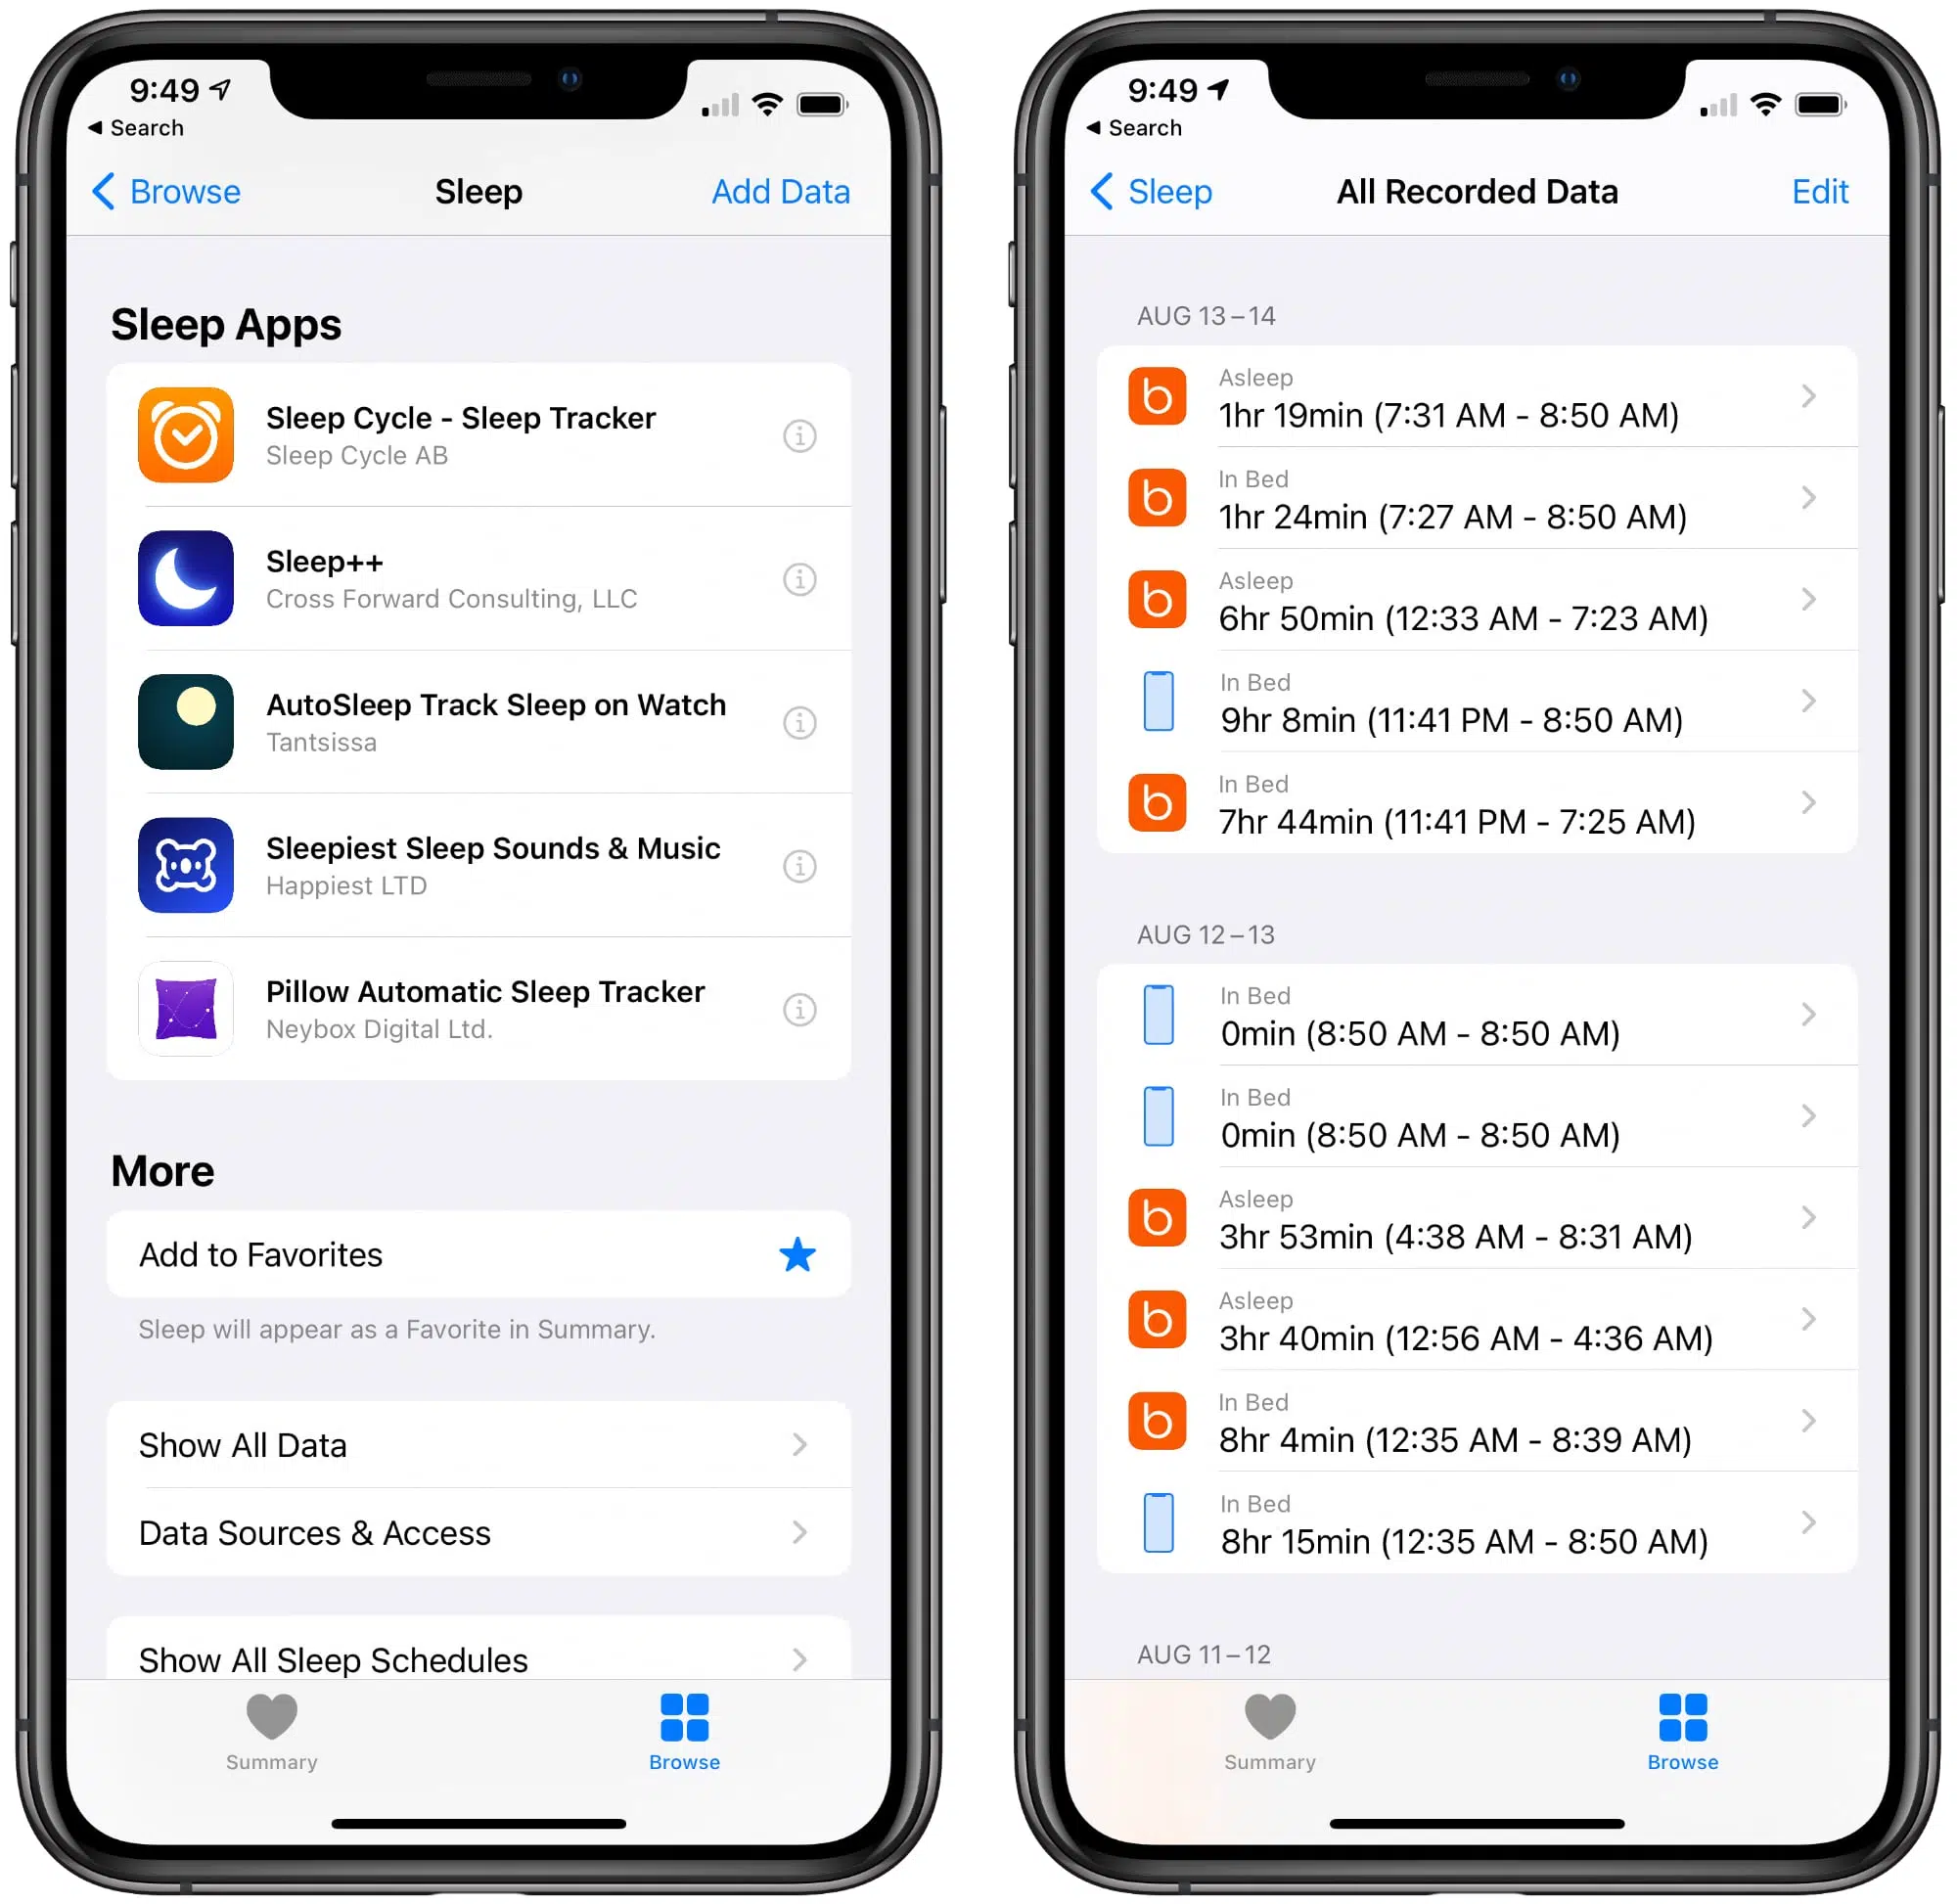 9:49
Search
Browse
Sleep
Add Data
Sleep Apps
Sleep Cycle - Sleep Tracker
Sleep Cycle AB
Sleep++
Cross Forward Consulting, LLC
AutoSleep Track Sleep on Watch
Tantsissa
Sleepiest Sleep Sounds & Music
Happiest LTD
Pillow Automatic Sleep Tracker
Neybox Digital Ltd.
More
Add to Favorites
Sleep will appear as a Favorite in Summary.
Show All Data
Data Sources & Access
Show All Sleep Schedules
Summary
Browse
9:49
Search
Sleep
All Recorded Data
Edit
AUG 13–14
b
Asleep
1hr 19min (7:31 AM – 8:50 AM)
b
In Bed
1hr 24min (7:27 AM – 8:50 AM)
b
Asleep
6hr 50min (12:33 AM – 7:23 AM)
In Bed
9hr 8min (11:41 PM – 8:50 AM)
b
In Bed
7hr 44min (11:41 PM – 7:25 AM)
AUG 12–13
In Bed
0min (8:50 AM – 8:50 AM)
In Bed
0min (8:50 AM – 8:50 AM)
b
Asleep
3hr 53min (4:38 AM – 8:31 AM)
b
Asleep
3hr 40min (12:56 AM – 4:36 AM)
b
In Bed
8hr 4min (12:35 AM – 8:39 AM)
In Bed
8hr 15min (12:35 AM – 8:50 AM)
AUG 11–12
Summary
Browse